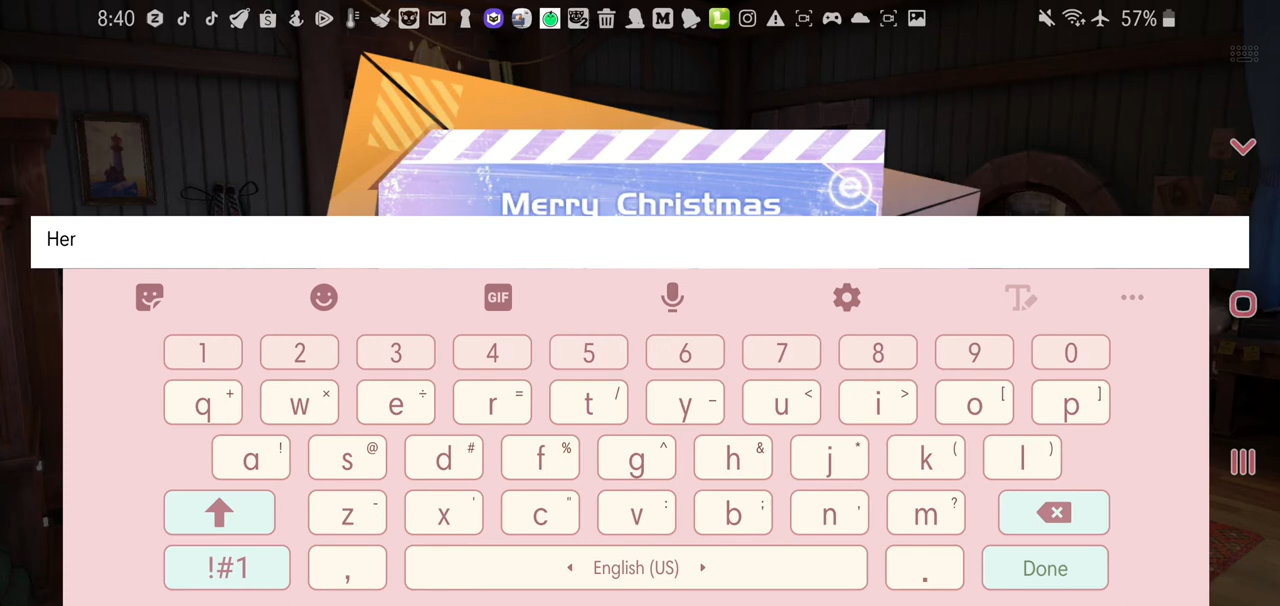 8:40 57%
Merry Christmas
Her
GIF
1 2 3 4 5 6 7 8 9 0
q + w × e ÷ r = t / y _ u < i > o [ p ]
a ! s @ d # f % g ^ h & j * k ( l )
z - x ' c " v : b ; n , m ?
!#1 , English (US) . Done